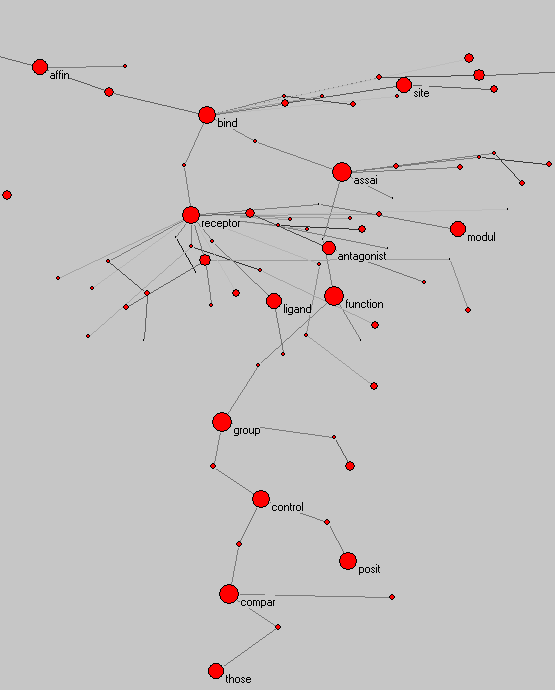 affin
site
bind
assai
receptor
modul
antagonist
ligand
function
group
control
posit
compar
those